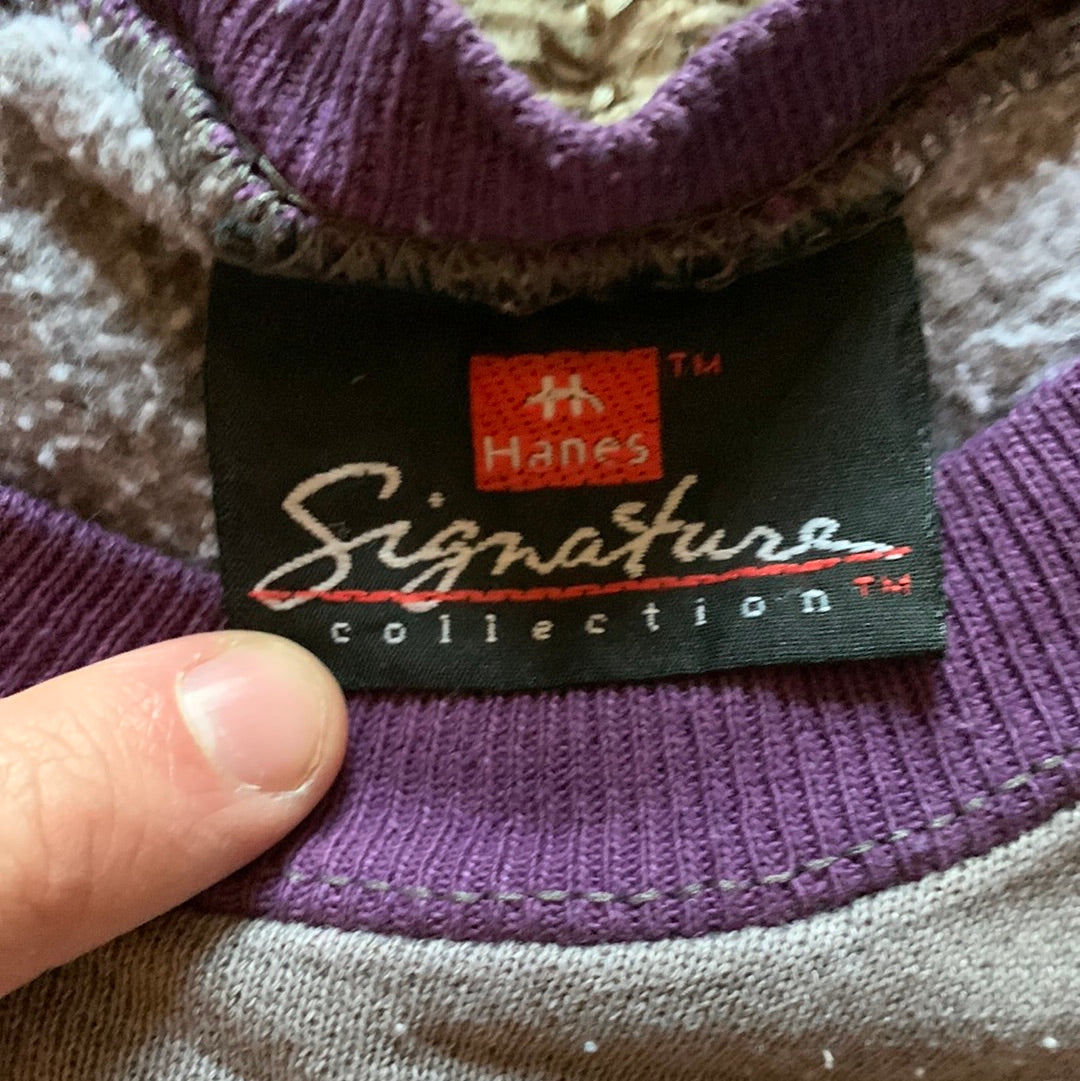 H TM
Hanes
Signature
collection TM